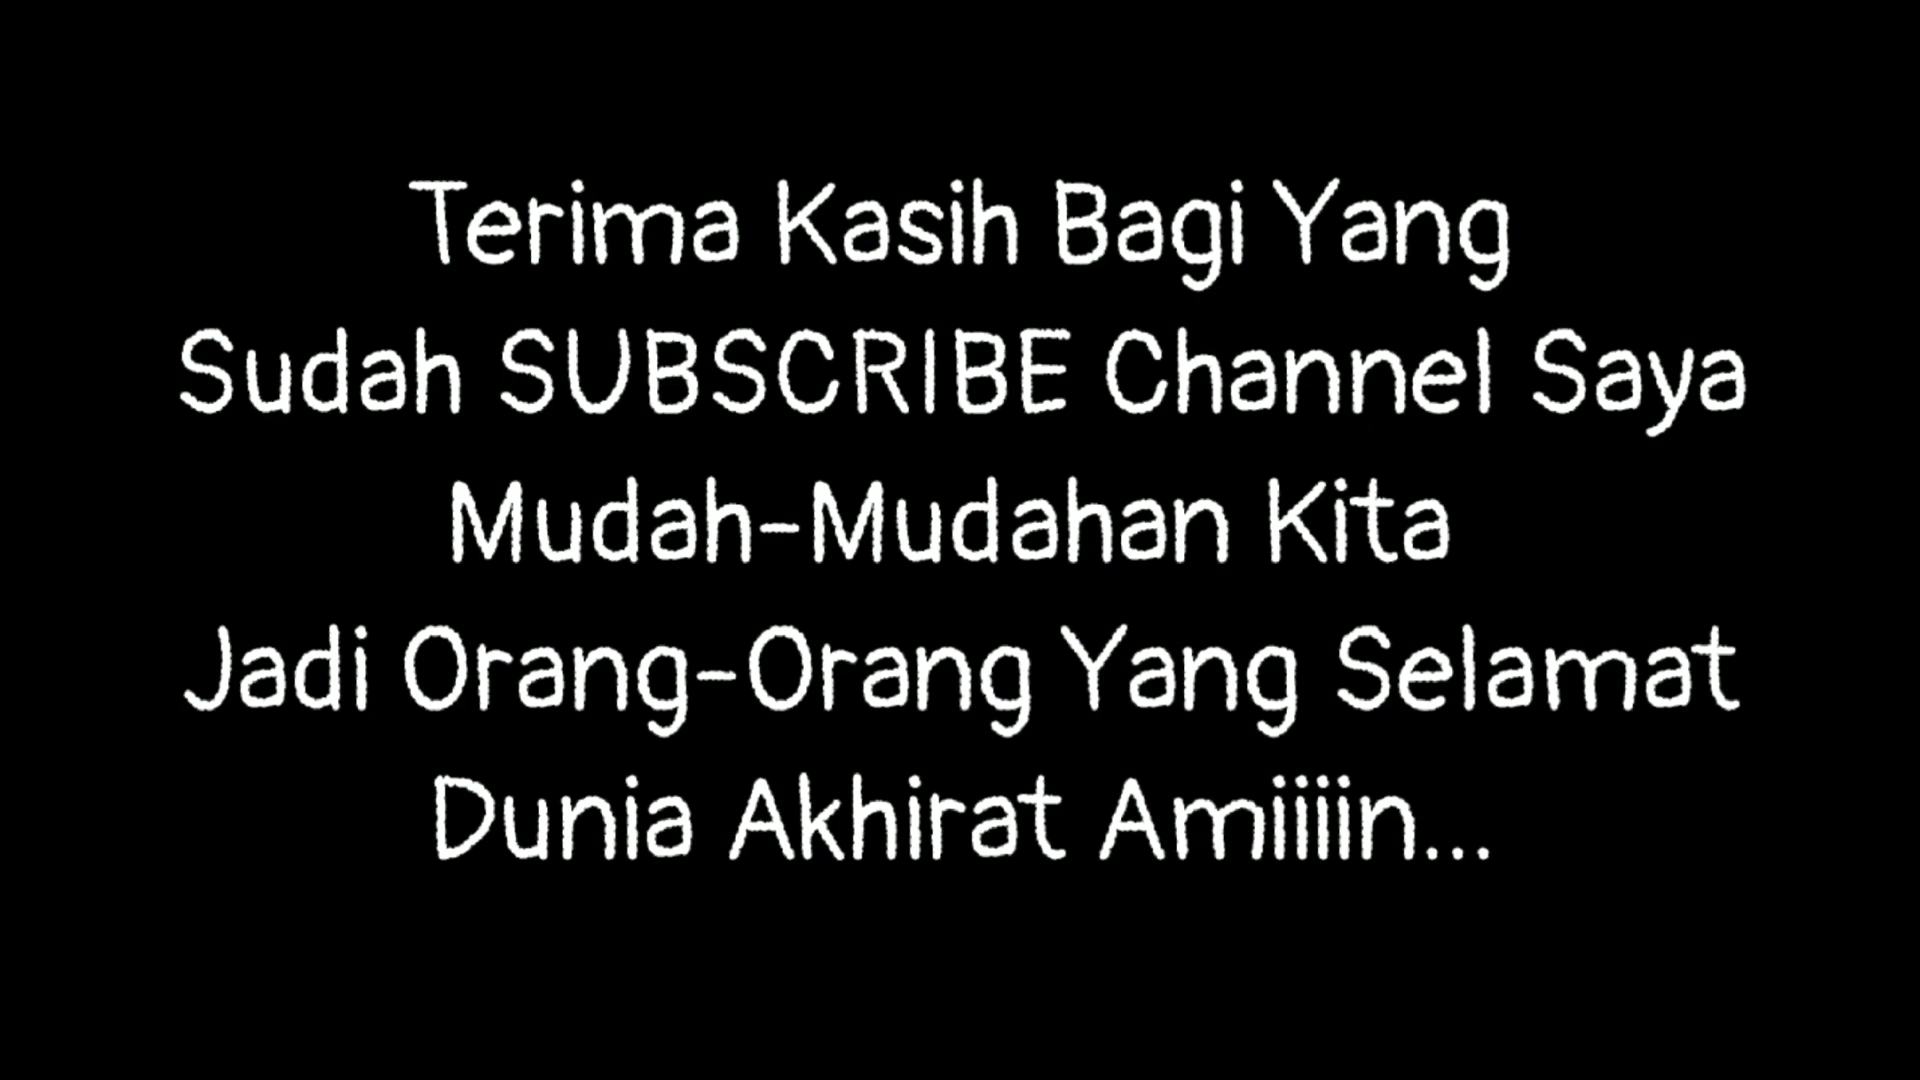 Terima Kasih Bagi Yang
Sudah SUBSCRIBE Channel Saya
Mudah-Mudahan Kita
Jadi Orang-Orang Yang Selamat
Dunia Akhirat Amiiiin...